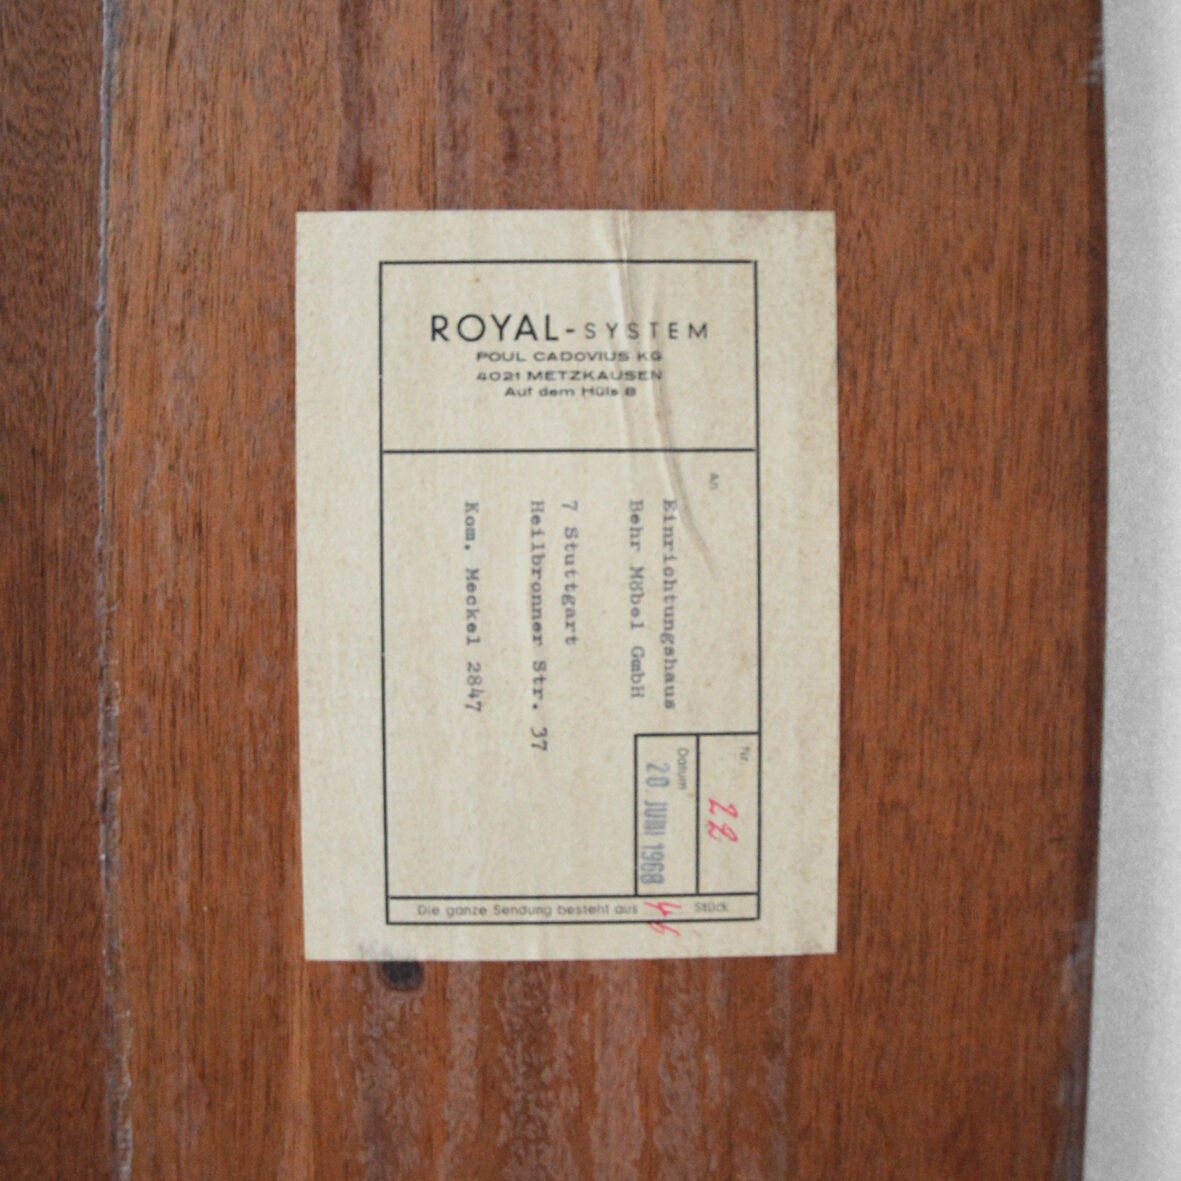 ROYAL-SYSTEM
POUL CADOVIUS KG
4021 METZKAUSEN
Auf dem Hüls 8
An
Einrichtungshaus
Behr Möbel GmbH
7 Stuttgart
Heilbronner Str. 37
Kom. Meckel 2847
Nr.
22
Datum
20 JUNI 1968
Die ganze Sendung besteht aus 46 Stück